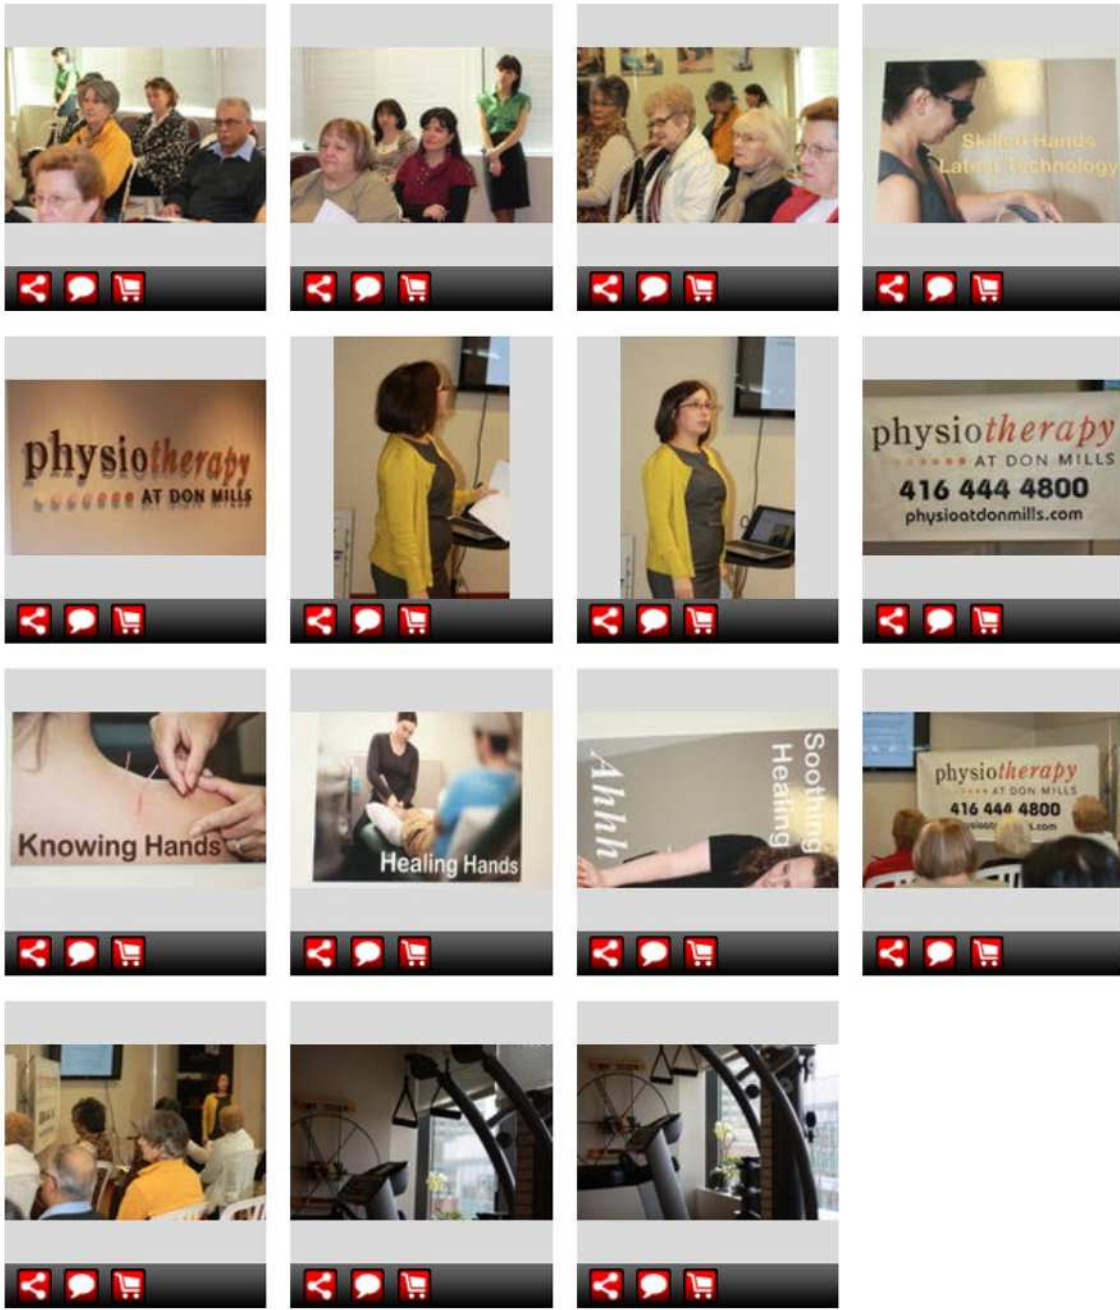 Skilled Hands
Latest Technology
physiotherapy
AT DON MILLS
physiotherapy
AT DON MILLS
416 444 4800
physioatdonmills.com
Knowing Hands
Healing Hands
Ahhh
Soothing
Healing
physiotherapy
AT DON MILLS
416 444 4800